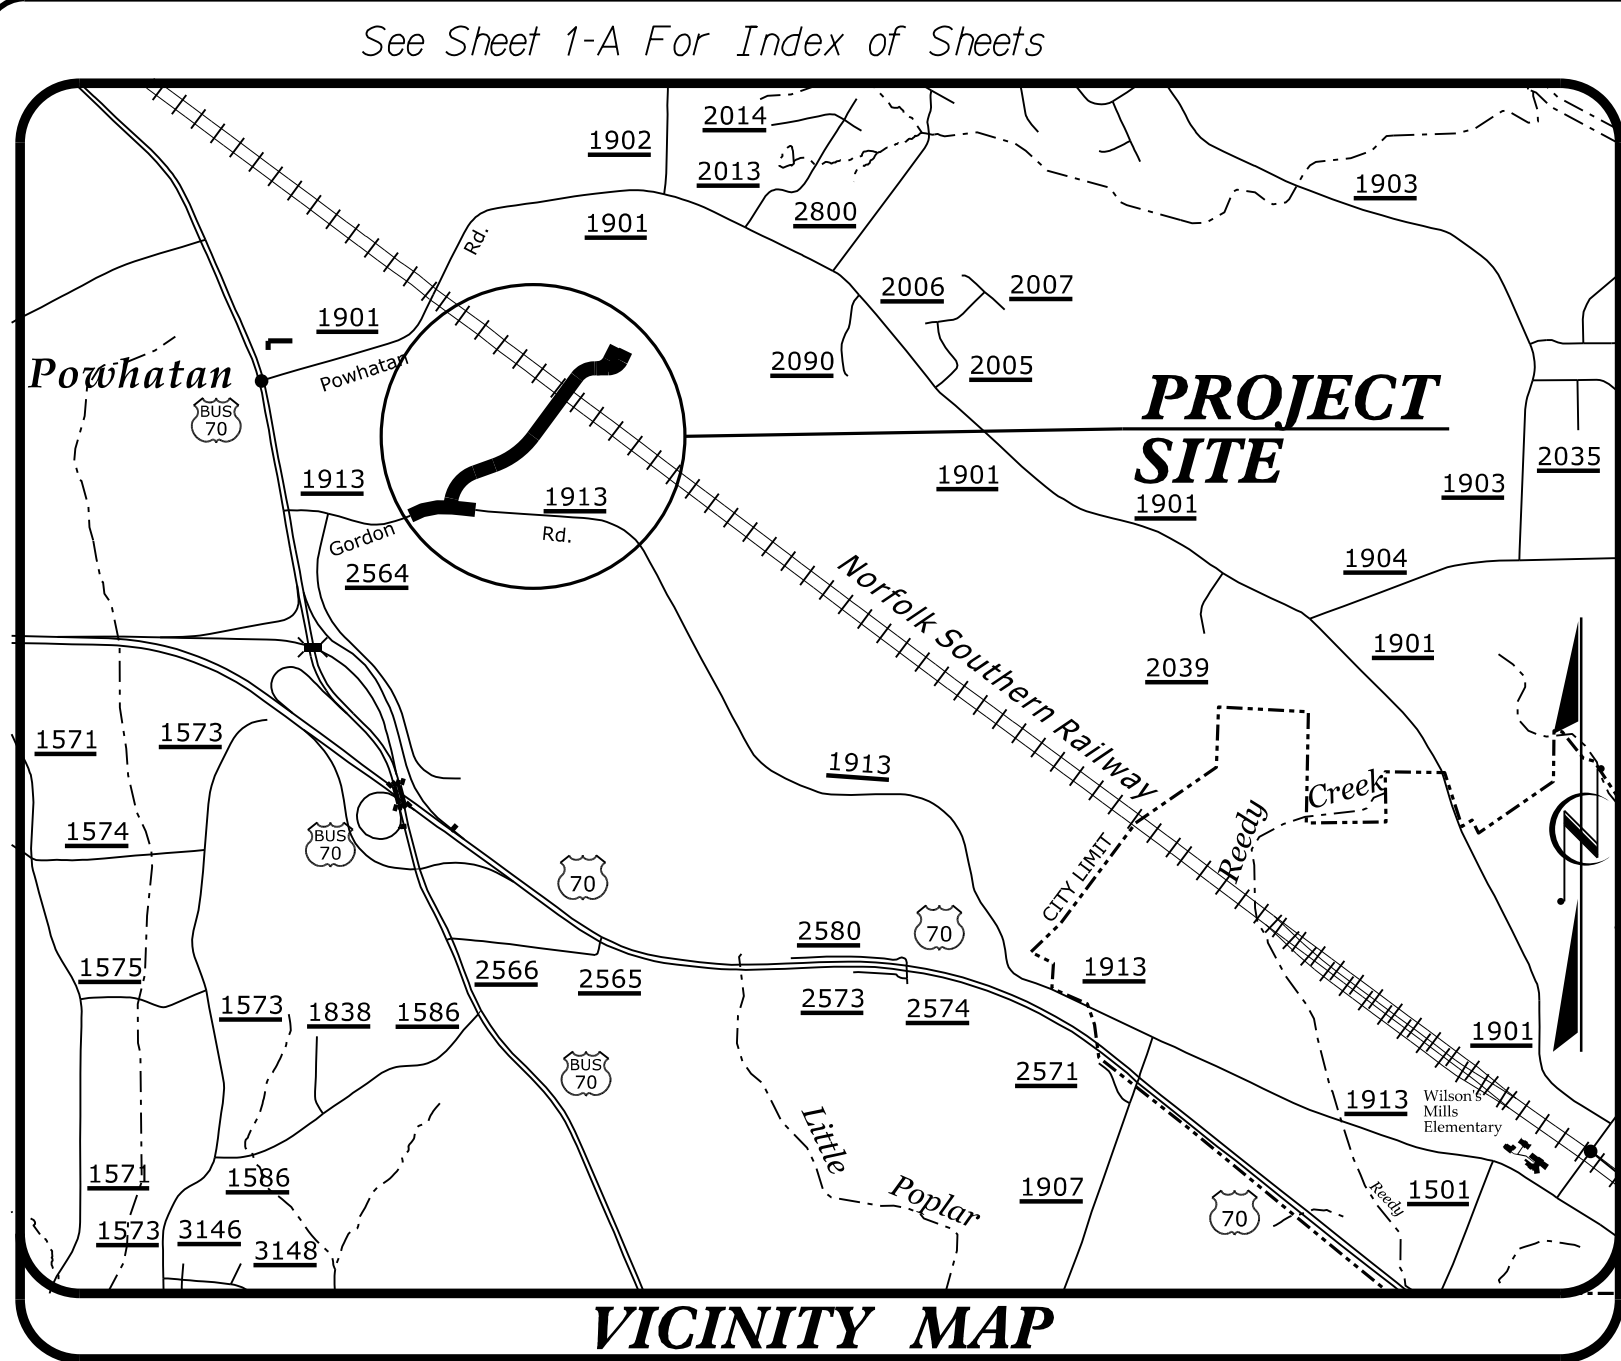 See Sheet 1-A For Index of Sheets
2014
1902
2013
1903
2800
1901
Rd.
2006
2007
1901
Powhatan
Powhatan
2090
2005
PROJECT
SITE
BUS
70
2035
1913
1901
1903
1913
1901
Gordon
Rd.
1904
2564
Norfolk Southern Railway
1901
2039
1571
1573
1913
Creek
Reedy
1574
BUS
70
CITY LIMIT
70
70
2580
1575
2566
2565
1913
1573
1838
1586
2573
2574
1901
BUS
70
2571
1913
Wilson's
Mills
Elementary
Little
1571
1586
Poplar
1907
Reedy
1501
70
1573
3146
3148
N
VICINITY MAP